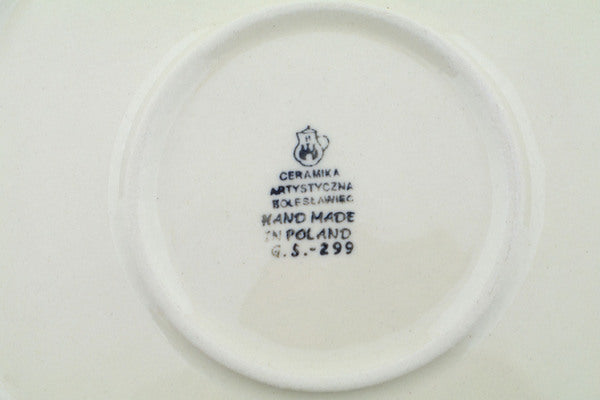 CERAMIKA
ARTYSTYCZNA
BOLESŁAWIEC
HAND MADE
IN POLAND
G.S.-299